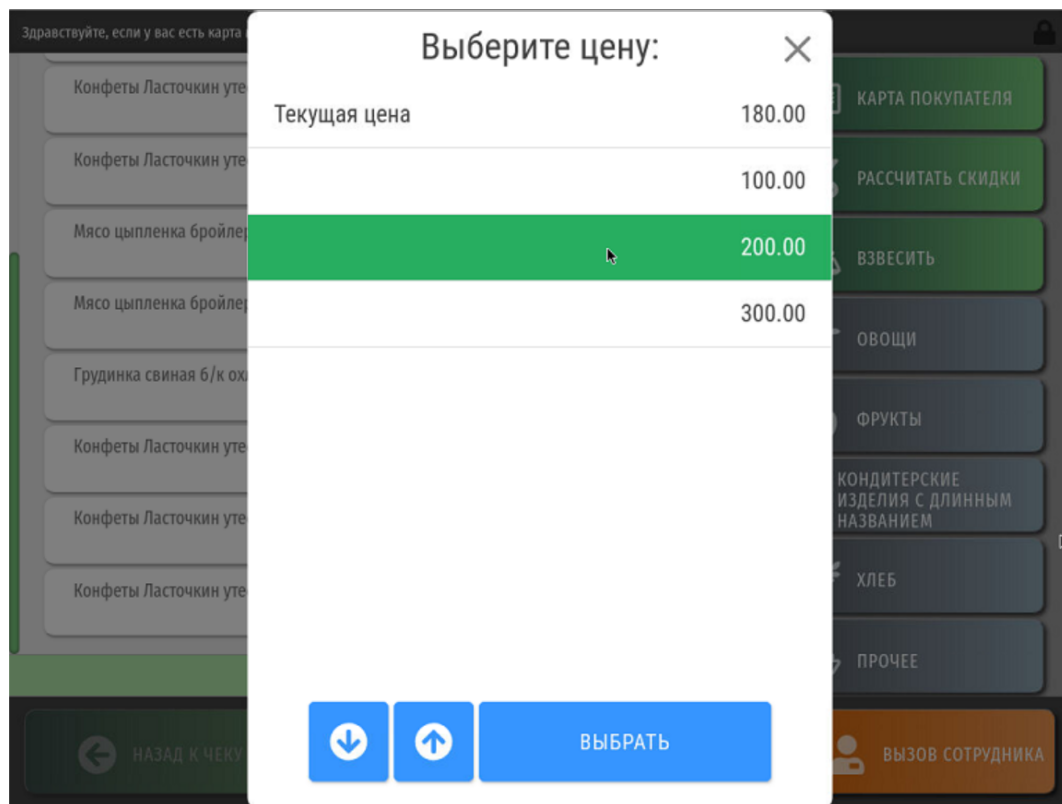 Здравствуйте, если у вас есть карта
Выберите цену:
Текущая цена 180.00
100.00
200.00
300.00
ВЫБРАТЬ
Конфеты Ласточкин уте
Конфеты Ласточкин уте
Мясо цыпленка бройлер
Мясо цыпленка бройлер
Грудинка свиная б/к ох
Конфеты Ласточкин уте
Конфеты Ласточкин уте
Конфеты Ласточкин уте
КАРТА ПОКУПАТЕЛЯ
РАССЧИТАТЬ СКИДКИ
ВЗВЕСИТЬ
ОВОЩИ
ФРУКТЫ
КОНДИТЕРСКИЕ
ИЗДЕЛИЯ С ДЛИННЫМ
НАЗВАНИЕМ
ХЛЕБ
ПРОЧЕЕ
НАЗАД К ЧЕКУ
ВЫЗОВ СОТРУДНИКА